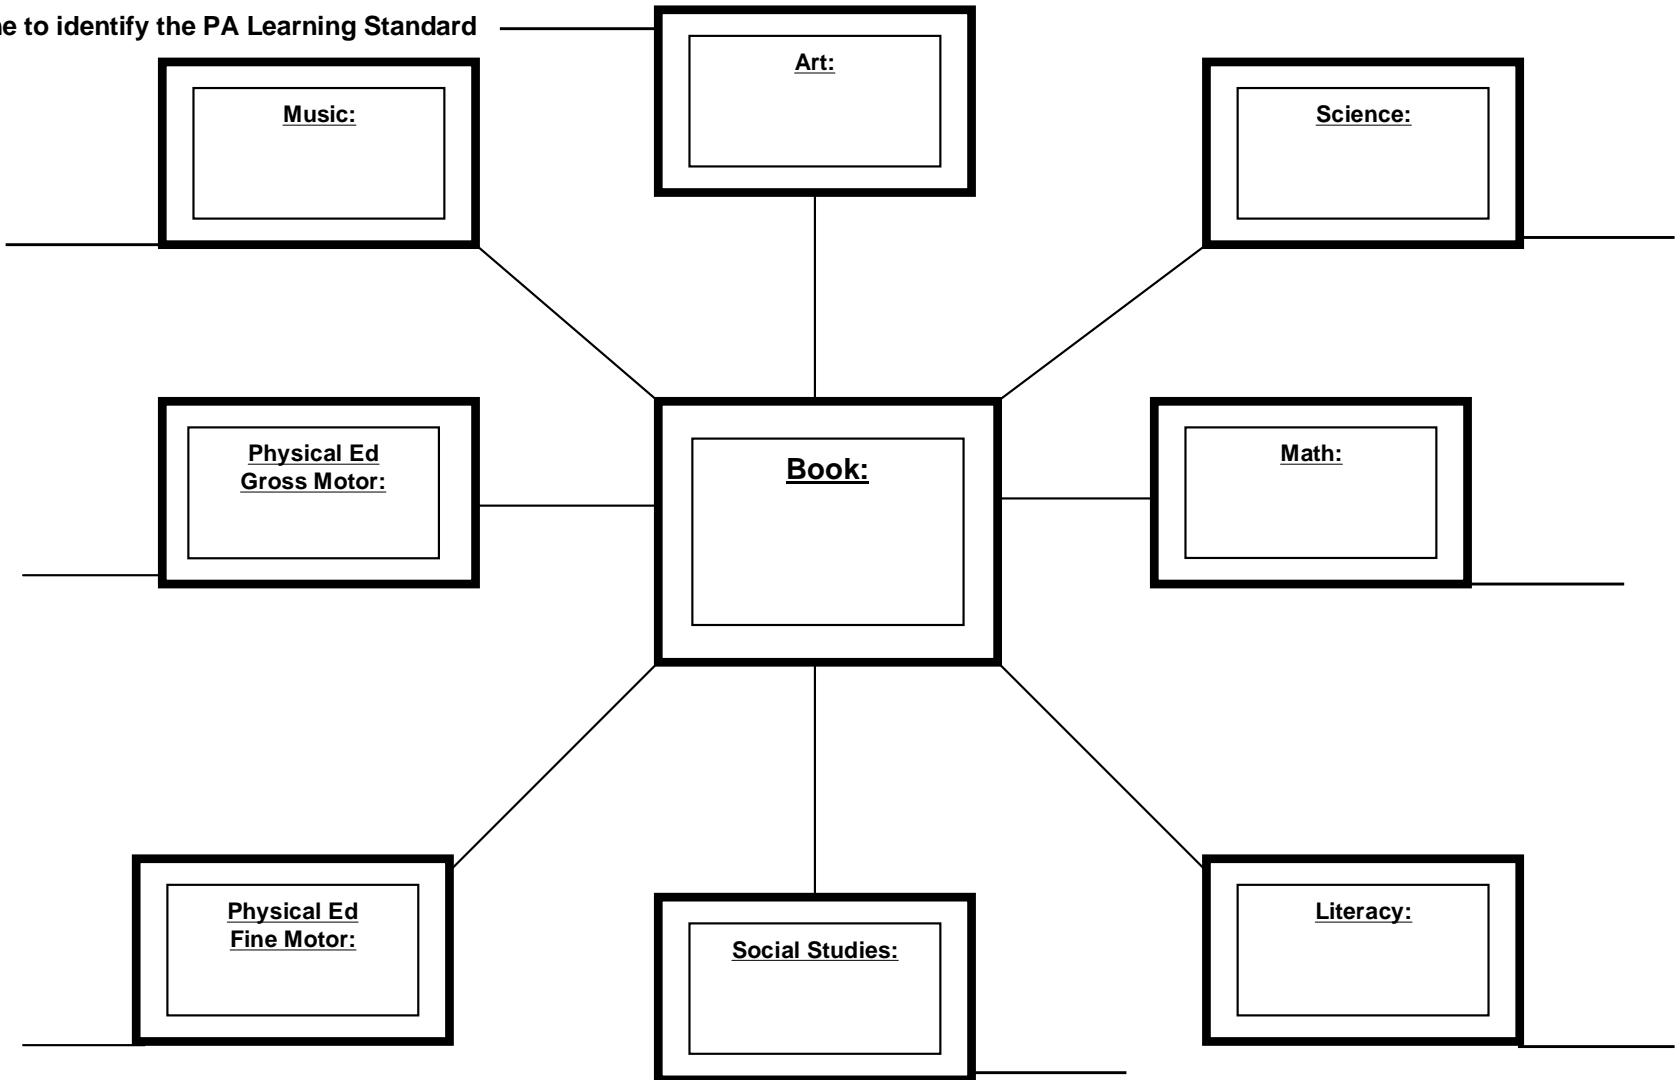 to identify the PA Learning Standard
Art:
Music:
Science:
Physical Ed
Gross Motor:
Book:
Math:
Physical Ed
Fine Motor:
Social Studies:
Literacy: